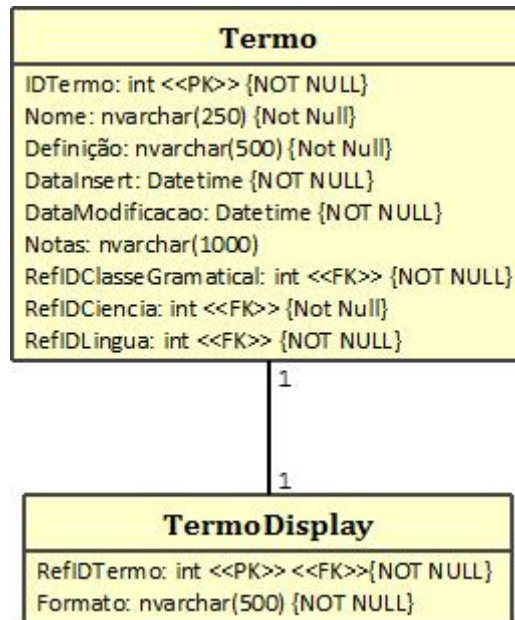 Termo
IDTermo: int <<PK>> {NOT NULL}
Nome: nvarchar(250) {Not Null}
Definição: nvarchar(500) {Not Null}
DataInsert: Datetime {NOT NULL}
DataModificacao: Datetime {NOT NULL}
Notas: nvarchar(1000)
RefIDClasseGramatical: int <<FK>> {NOT NULL}
RefIDCiencia: int <<FK>> {Not Null}
RefIDLingua: int <<FK>> {NOT NULL}
1
1
TermoDisplay
RefIDTermo: int <<PK>> <<FK>>{NOT NULL}
Formato: nvarchar(500) {NOT NULL}